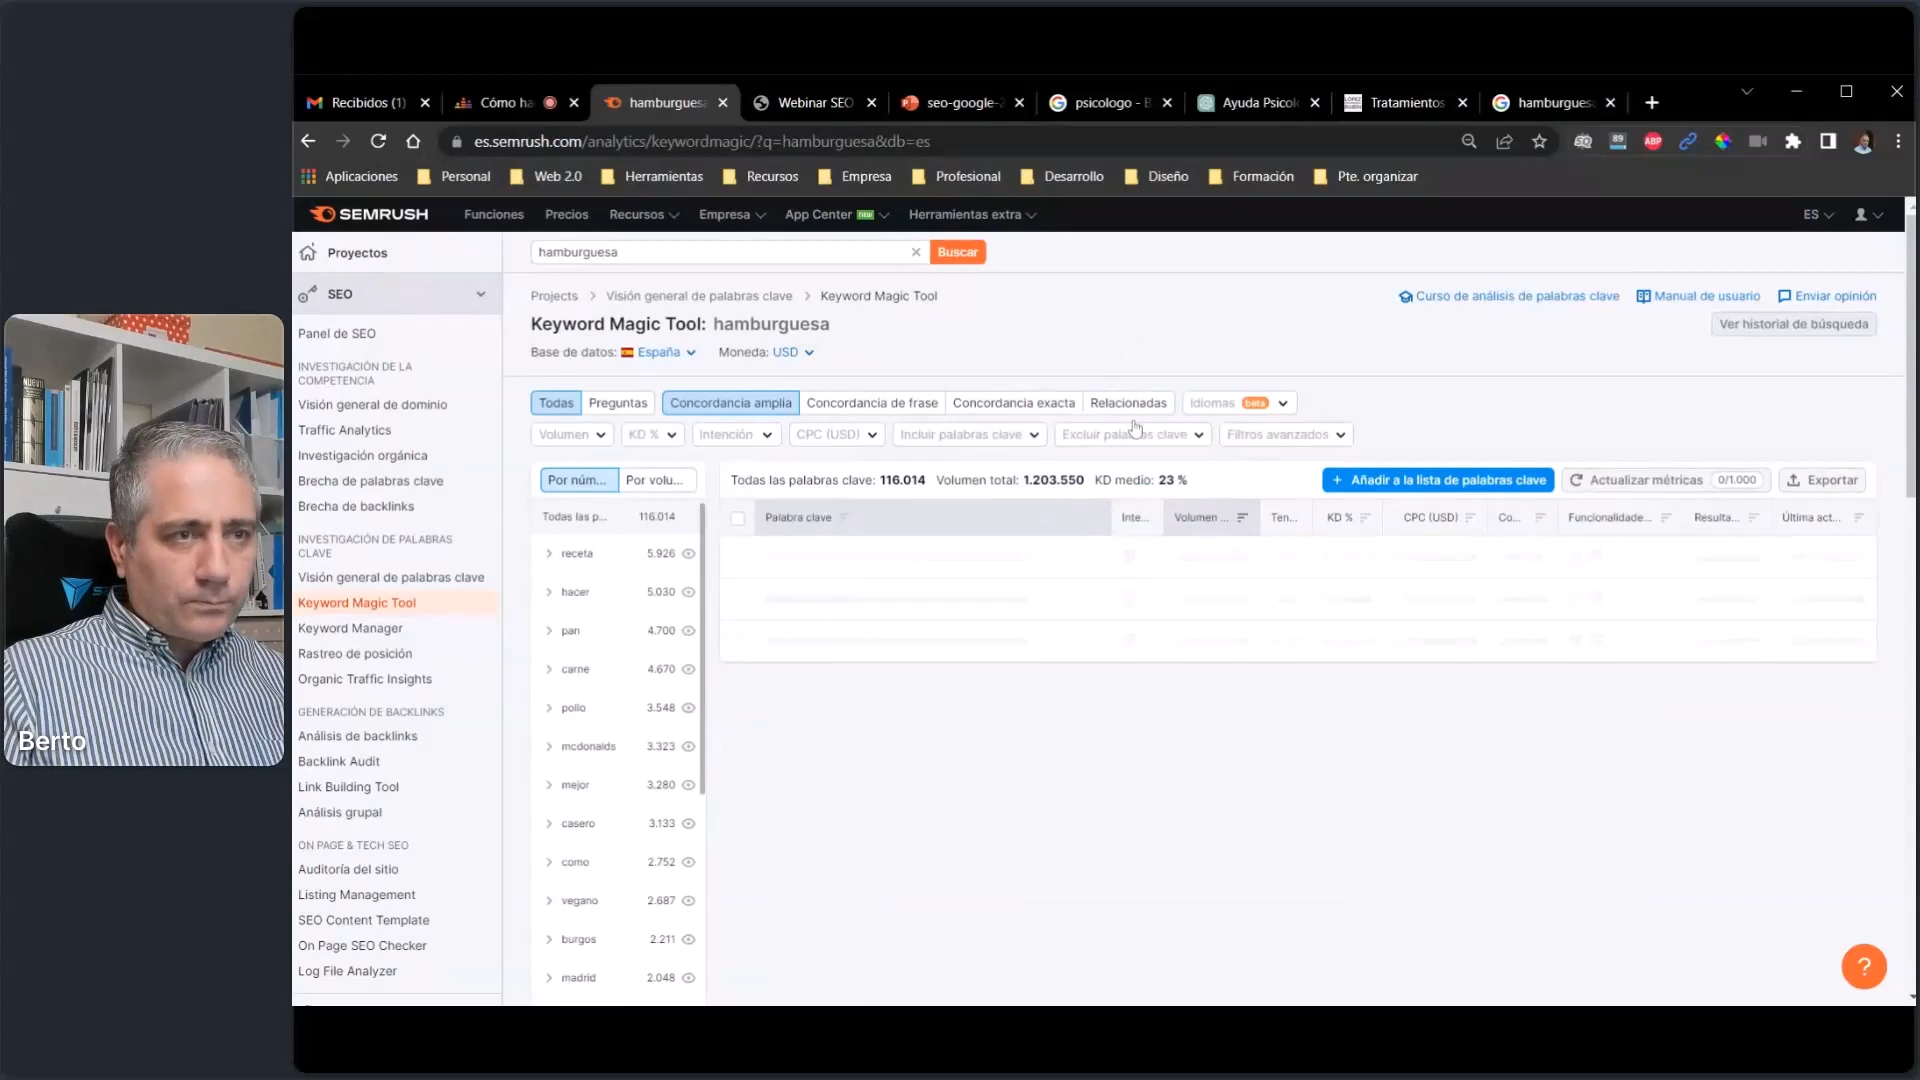 Recibidos (1)
Cómo ha
hamburgues
Webinar SEO
seo-google-2
psicologo - B
Ayuda Psicol
Tratamientos
hamburgues
es.semrush.com/analytics/keywordmagic/?q=hamburguesa&db=es
89
ABP
Aplicaciones
Personal
Web 2.0
Herramientas
Recursos
Empresa
Profesional
Desarrollo
Diseño
Formación
Pte. organizar
SEMRUSH
Funciones
Precios
Recursos
Empresa
App Center new
Herramientas extra
ES
Proyectos
SEO
Panel de SEO
INVESTIGACIÓN DE LA
COMPETENCIA
Visión general de dominio
Traffic Analytics
Investigación orgánica
Brecha de palabras clave
Brecha de backlinks
INVESTIGACIÓN DE PALABRAS
CLAVE
Visión general de palabras clave
Keyword Magic Tool
Keyword Manager
Rastreo de posición
Organic Traffic Insights
GENERACIÓN DE BACKLINKS
Análisis de backlinks
Backlink Audit
Link Building Tool
Análisis grupal
ON PAGE & TECH SEO
Auditoría del sitio
Listing Management
SEO Content Template
On Page SEO Checker
Log File Analyzer
hamburguesa
Buscar
Projects > Visión general de palabras clave > Keyword Magic Tool
Curso de análisis de palabras clave
Manual de usuario
Enviar opinión
Keyword Magic Tool: hamburguesa
Ver historial de búsqueda
Base de datos: España
Moneda: USD
Todas
Preguntas
Concordancia amplia
Concordancia de frase
Concordancia exacta
Relacionadas
Idiomas beta
Volumen
KD %
Intención
CPC (USD)
Incluir palabras clave
Excluir palabras clave
Filtros avanzados
Por núm...
Por volu...
Todas las palabras clave: 116.014 Volumen total: 1.203.550 KD medio: 23 %
+ Añadir a la lista de palabras clave
Actualizar métricas 0/1.000
Exportar
Todas las p... 116.014
Palabra clave
Inte...
Volumen ...
Ten...
KD %
CPC (USD)
Co...
Funcionalidade...
Resulta...
Última act...
receta 5.926
hacer 5.030
pan 4.700
carne 4.670
pollo 3.548
mcdonalds 3.323
mejor 3.280
casero 3.133
como 2.752
vegano 2.687
burgos 2.211
madrid 2.048
?
NUEVO
Berto